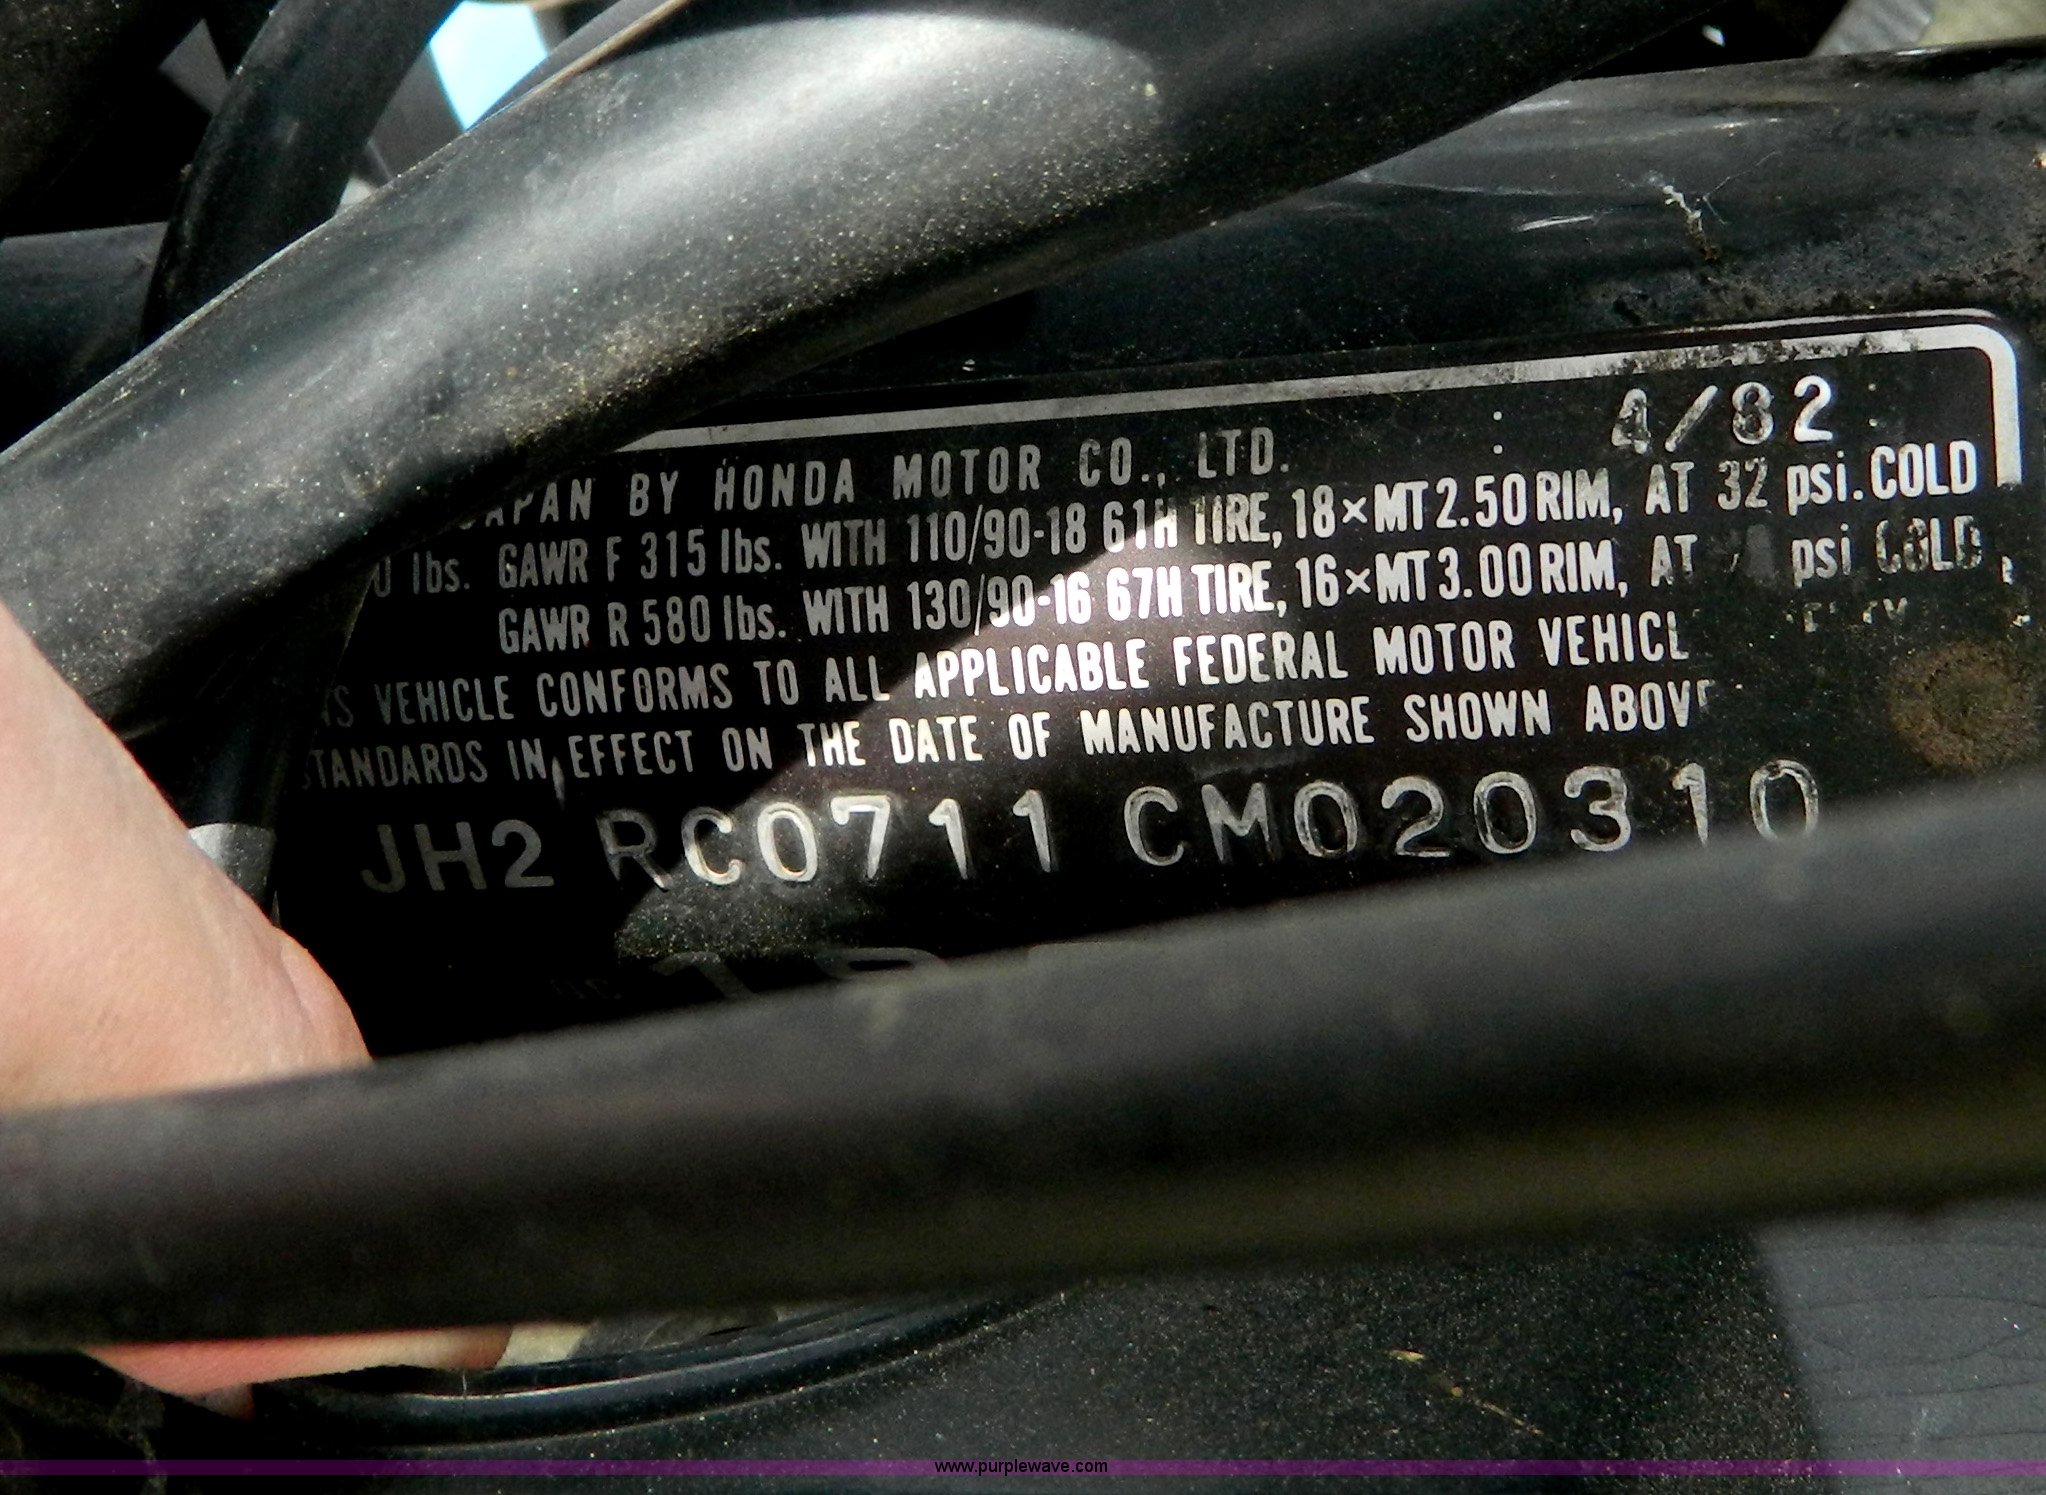 JAPAN BY HONDA MOTOR CO., LTD. : 4/82
0 lbs. GAWR F 315 lbs. WITH 110/90-18 61H TIRE, 18×MT2.50 RIM, AT 32 psi. COLD
GAWR R 580 lbs. WITH 130/90-16 67H TIRE, 16×MT3.00 RIM, AT psi COLD
VEHICLE CONFORMS TO ALL APPLICABLE FEDERAL MOTOR VEHICL
STANDARDS IN EFFECT ON THE DATE OF MANUFACTURE SHOWN ABOVE
JH2 RC0711 CM020310
www.purplewave.com